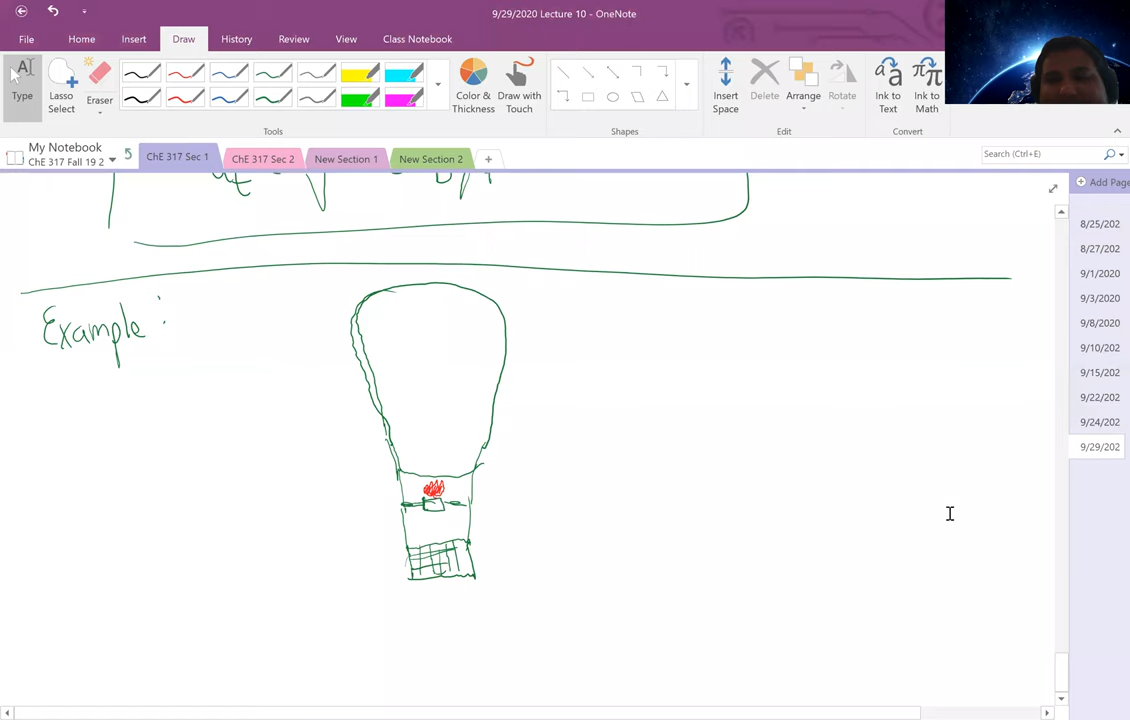 9/29/2020 Lecture 10 - OneNote
File Home Insert Draw History Review View Class Notebook
Type
Lasso Select
Eraser
Color & Thickness
Draw with Touch
Insert Space
Delete
Arrange
Rotate
Ink to Text
Ink to Math
Tools Shapes Edit Convert
My Notebook
ChE 317 Fall 19 2
ChE 317 Sec 1 ChE 317 Sec 2 New Section 1 New Section 2 +
Search (Ctrl+E)
Add Page
8/25/202
8/27/202
9/1/2020
9/3/2020
9/8/2020
9/10/202
9/15/202
9/22/202
9/24/202
9/29/202
Example :